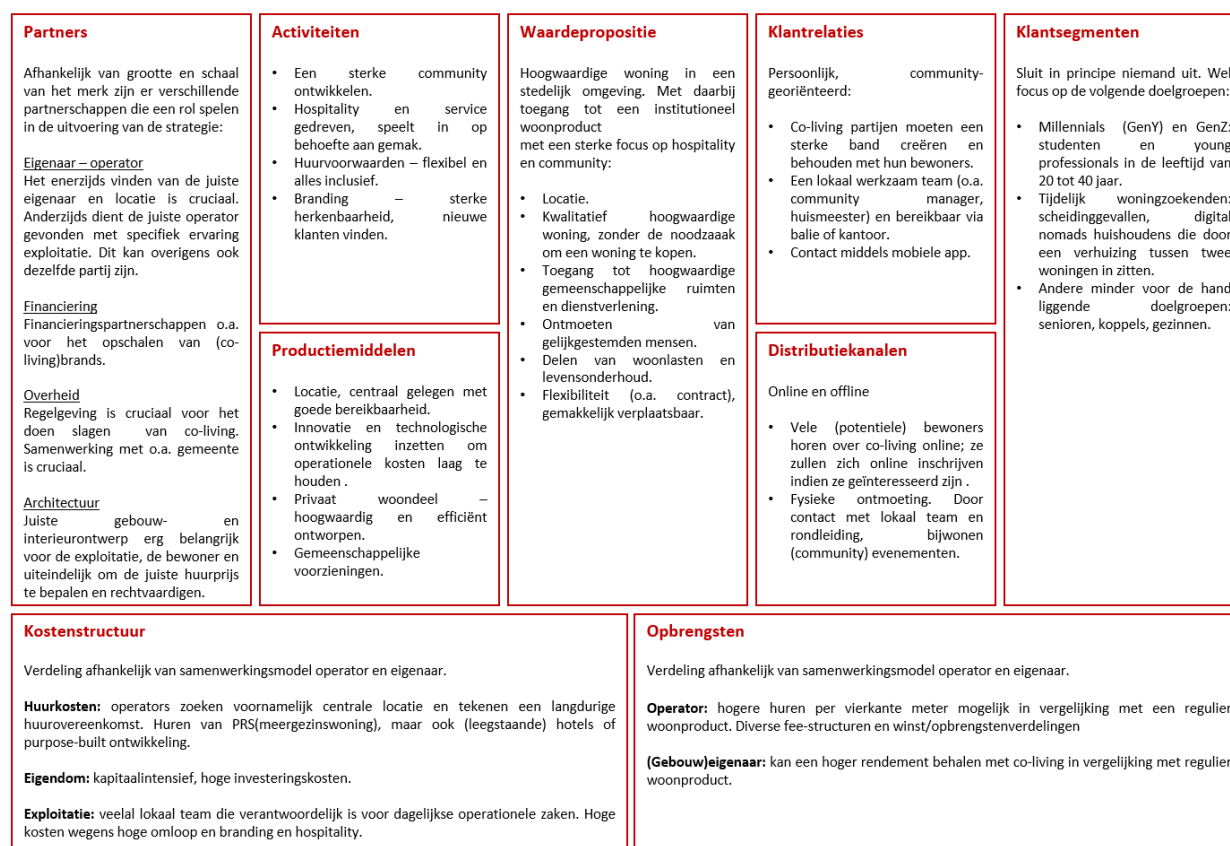 Partners
Afhankelijk van grootte en schaal
van het merk zijn er verschillende
partnerschappen die een rol spelen
in de uitvoering van de strategie:
Eigenaar – operator
Het enerzijds vinden van de juiste
eigenaar en locatie is cruciaal.
Anderzijds dient de juiste operator
gevonden met specifiek ervaring
exploitatie. Dit kan overigens ook
dezelfde partij zijn.
Financiering
Financieringspartnerschappen o.a.
voor het opschalen van (co-
living)brands.
Overheid
Regelgeving is cruciaal voor het
doen slagen van co-living.
Samenwerking met o.a. gemeente
is cruciaal.
Architectuur
Juiste gebouw- en
interieurontwerp erg belangrijk
voor de exploitatie, de bewoner en
uiteindelijk om de juiste huurprijs
te bepalen en rechtvaardigen.
Activiteiten
• Een sterke community
ontwikkelen.
• Hospitality en service
gedreven, speelt in op
behoefte aan gemak.
• Huurvoorwaarden – flexibel en
alles inclusief.
• Branding – sterke
herkenbaarheid, nieuwe
klanten vinden.
Productiemiddelen
• Locatie, centraal gelegen met
goede bereikbaarheid.
• Innovatie en technologische
ontwikkeling inzetten om
operationele kosten laag te
houden .
• Privaat woondeel –
hoogwaardig en efficiënt
ontworpen.
• Gemeenschappelijke
voorzieningen.
Waardepropositie
Hoogwaardige woning in een
stedelijk omgeving. Met daarbij
toegang tot een institutioneel
woonproduct
met een sterke focus op hospitality
en community:
• Locatie.
• Kwalitatief hoogwaardige
woning, zonder de noodzaaak
om een woning te kopen.
• Toegang tot hoogwaardige
gemeenschappelijke ruimten
en dienstverlening.
• Ontmoeten van
gelijkgestemden mensen.
• Delen van woonlasten en
levensonderhoud.
• Flexibiliteit (o.a. contract),
gemakkelijk verplaatsbaar.
Klantrelaties
Persoonlijk, community-
georiënteerd:
• Co-living partijen moeten een
sterke band creëren en
behouden met hun bewoners.
• Een lokaal werkzaam team (o.a.
community manager,
huismeester) en bereikbaar via
balie of kantoor.
• Contact middels mobiele app.
Distributiekanalen
Online en offline
• Vele (potentiele) bewoners
horen over co-living online; ze
zullen zich online inschrijven
indien ze geïnteresseerd zijn .
• Fysieke ontmoeting. Door
contact met lokaal team en
rondleiding, bijwonen
(community) evenementen.
Klantsegmenten
Sluit in principe niemand uit. Wel
focus op de volgende doelgroepen:
• Millennials (GenY) en GenZ:
studenten en young
professionals in de leeftijd van
20 tot 40 jaar.
• Tijdelijk woningzoekenden:
scheidinggevallen, digital
nomads huishoudens die door
een verhuizing tussen twee
woningen in zitten.
• Andere minder voor de hand
liggende doelgroepen:
senioren, koppels, gezinnen.
Kostenstructuur
Verdeling afhankelijk van samenwerkingsmodel operator en eigenaar.
Huurkosten: operators zoeken voornamelijk centrale locatie en tekenen een langdurige
huurovereenkomst. Huren van PRS(meergezinswoning), maar ook (leegstaande) hotels of
purpose-built ontwikkeling.
Eigendom: kapitaalintensief, hoge investeringskosten.
Exploitatie: veelal lokaal team die verantwoordelijk is voor dagelijkse operationele zaken. Hoge
kosten wegens hoge omloop en branding en hospitality.
Opbrengsten
Verdeling afhankelijk van samenwerkingsmodel operator en eigenaar.
Operator: hogere huren per vierkante meter mogelijk in vergelijking met een regulier
woonproduct. Diverse fee-structuren en winst/opbrengstenverdelingen
(Gebouw)eigenaar: kan een hoger rendement behalen met co-living in vergelijking met regulier
woonproduct.